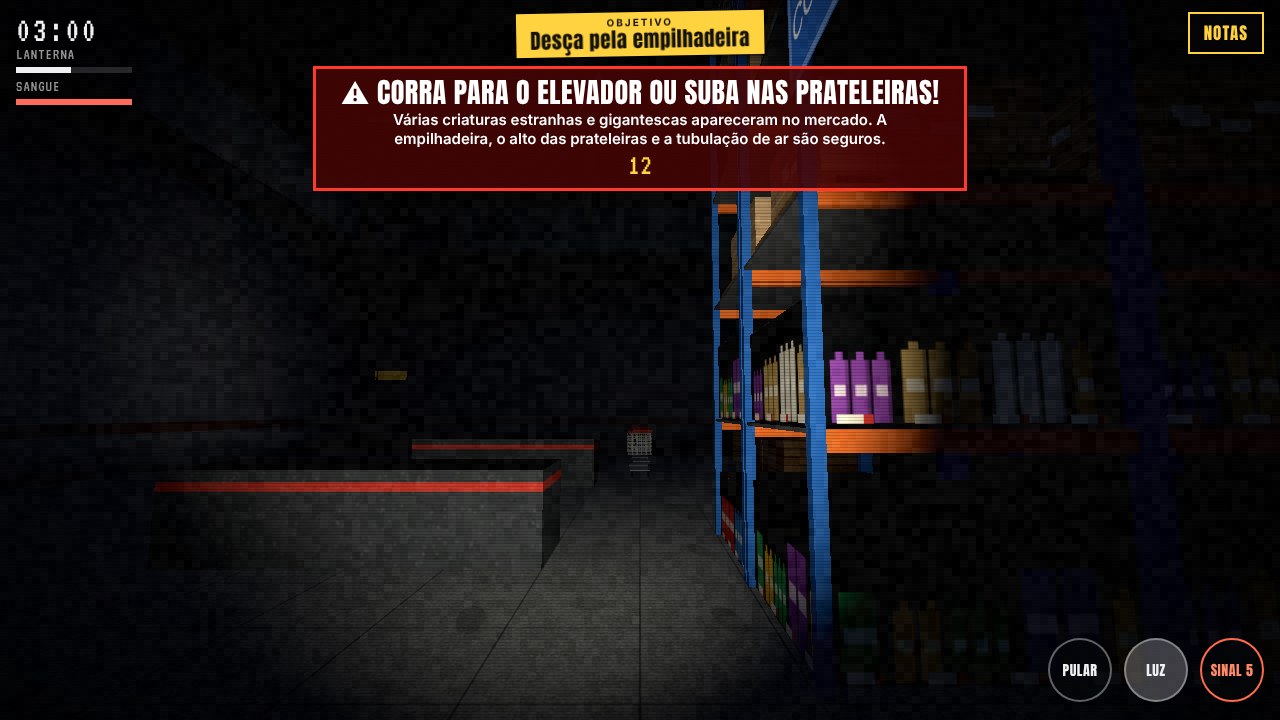 03:00
LANTERNA
SANGUE
OBJETIVO
Desça pela empilhadeira
NOTAS
⚠ CORRA PARA O ELEVADOR OU SUBA NAS PRATELEIRAS!
Várias criaturas estranhas e gigantescas apareceram no mercado. A
empilhadeira, o alto das prateleiras e a tubulação de ar são seguros.
12
PULAR
LUZ
SINAL 5